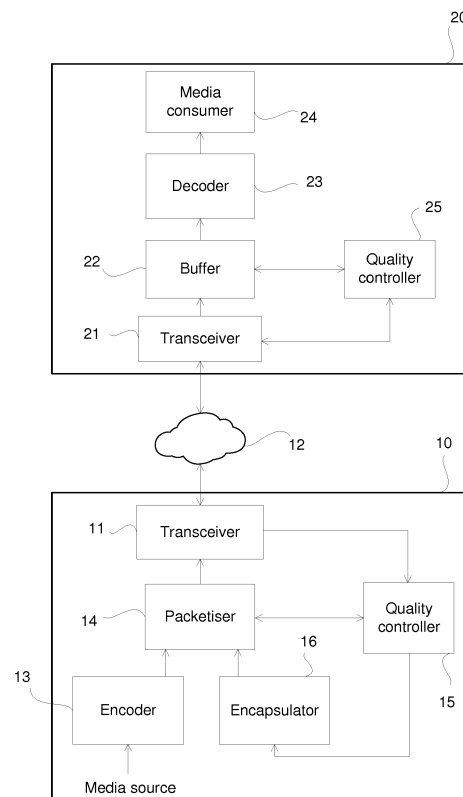 20
Media
consumer
24
Decoder
23
25
22
Buffer
Quality
controller
21
Transceiver
12
10
11
Transceiver
14
Packetiser
Quality
controller
16
15
13
Encoder
Encapsulator
Media source